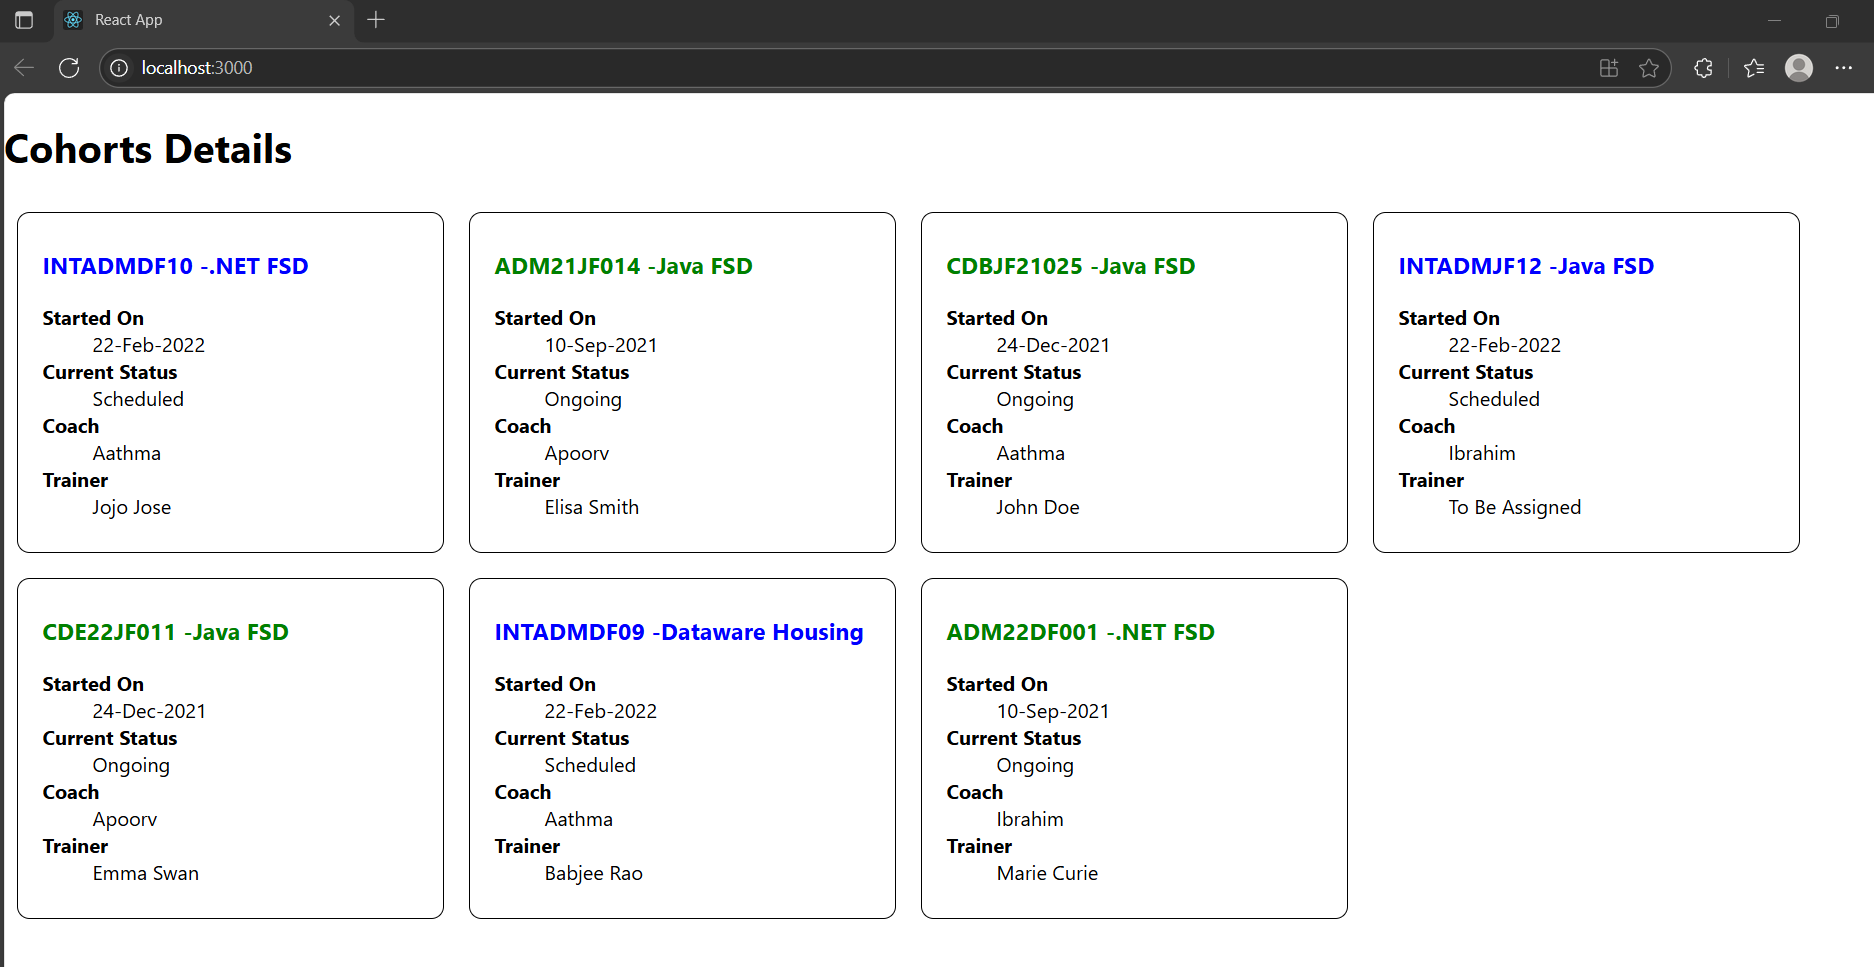 React App
localhost:3000
Cohorts Details
INTADMDF10 -.NET FSD
Started On
22-Feb-2022
Current Status
Scheduled
Coach
Aathma
Trainer
Jojo Jose
ADM21JF014 -Java FSD
Started On
10-Sep-2021
Current Status
Ongoing
Coach
Apoorv
Trainer
Elisa Smith
CDBJF21025 -Java FSD
Started On
24-Dec-2021
Current Status
Ongoing
Coach
Aathma
Trainer
John Doe
INTADMJF12 -Java FSD
Started On
22-Feb-2022
Current Status
Scheduled
Coach
Ibrahim
Trainer
To Be Assigned
CDE22JF011 -Java FSD
Started On
24-Dec-2021
Current Status
Ongoing
Coach
Apoorv
Trainer
Emma Swan
INTADMDF09 -Dataware Housing
Started On
22-Feb-2022
Current Status
Scheduled
Coach
Aathma
Trainer
Babjee Rao
ADM22DF001 -.NET FSD
Started On
10-Sep-2021
Current Status
Ongoing
Coach
Ibrahim
Trainer
Marie Curie